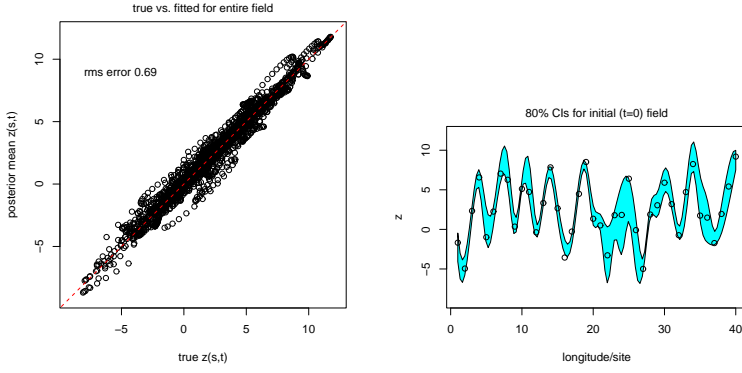 true vs. fitted for entire field
rms error 0.69
posterior mean z(s,t)
10
5
0
−5
−5
0
5
10
true z(s,t)
80% CIs for initial (t=0) field
z
10
5
0
−5
0
10
20
30
40
longitude/site